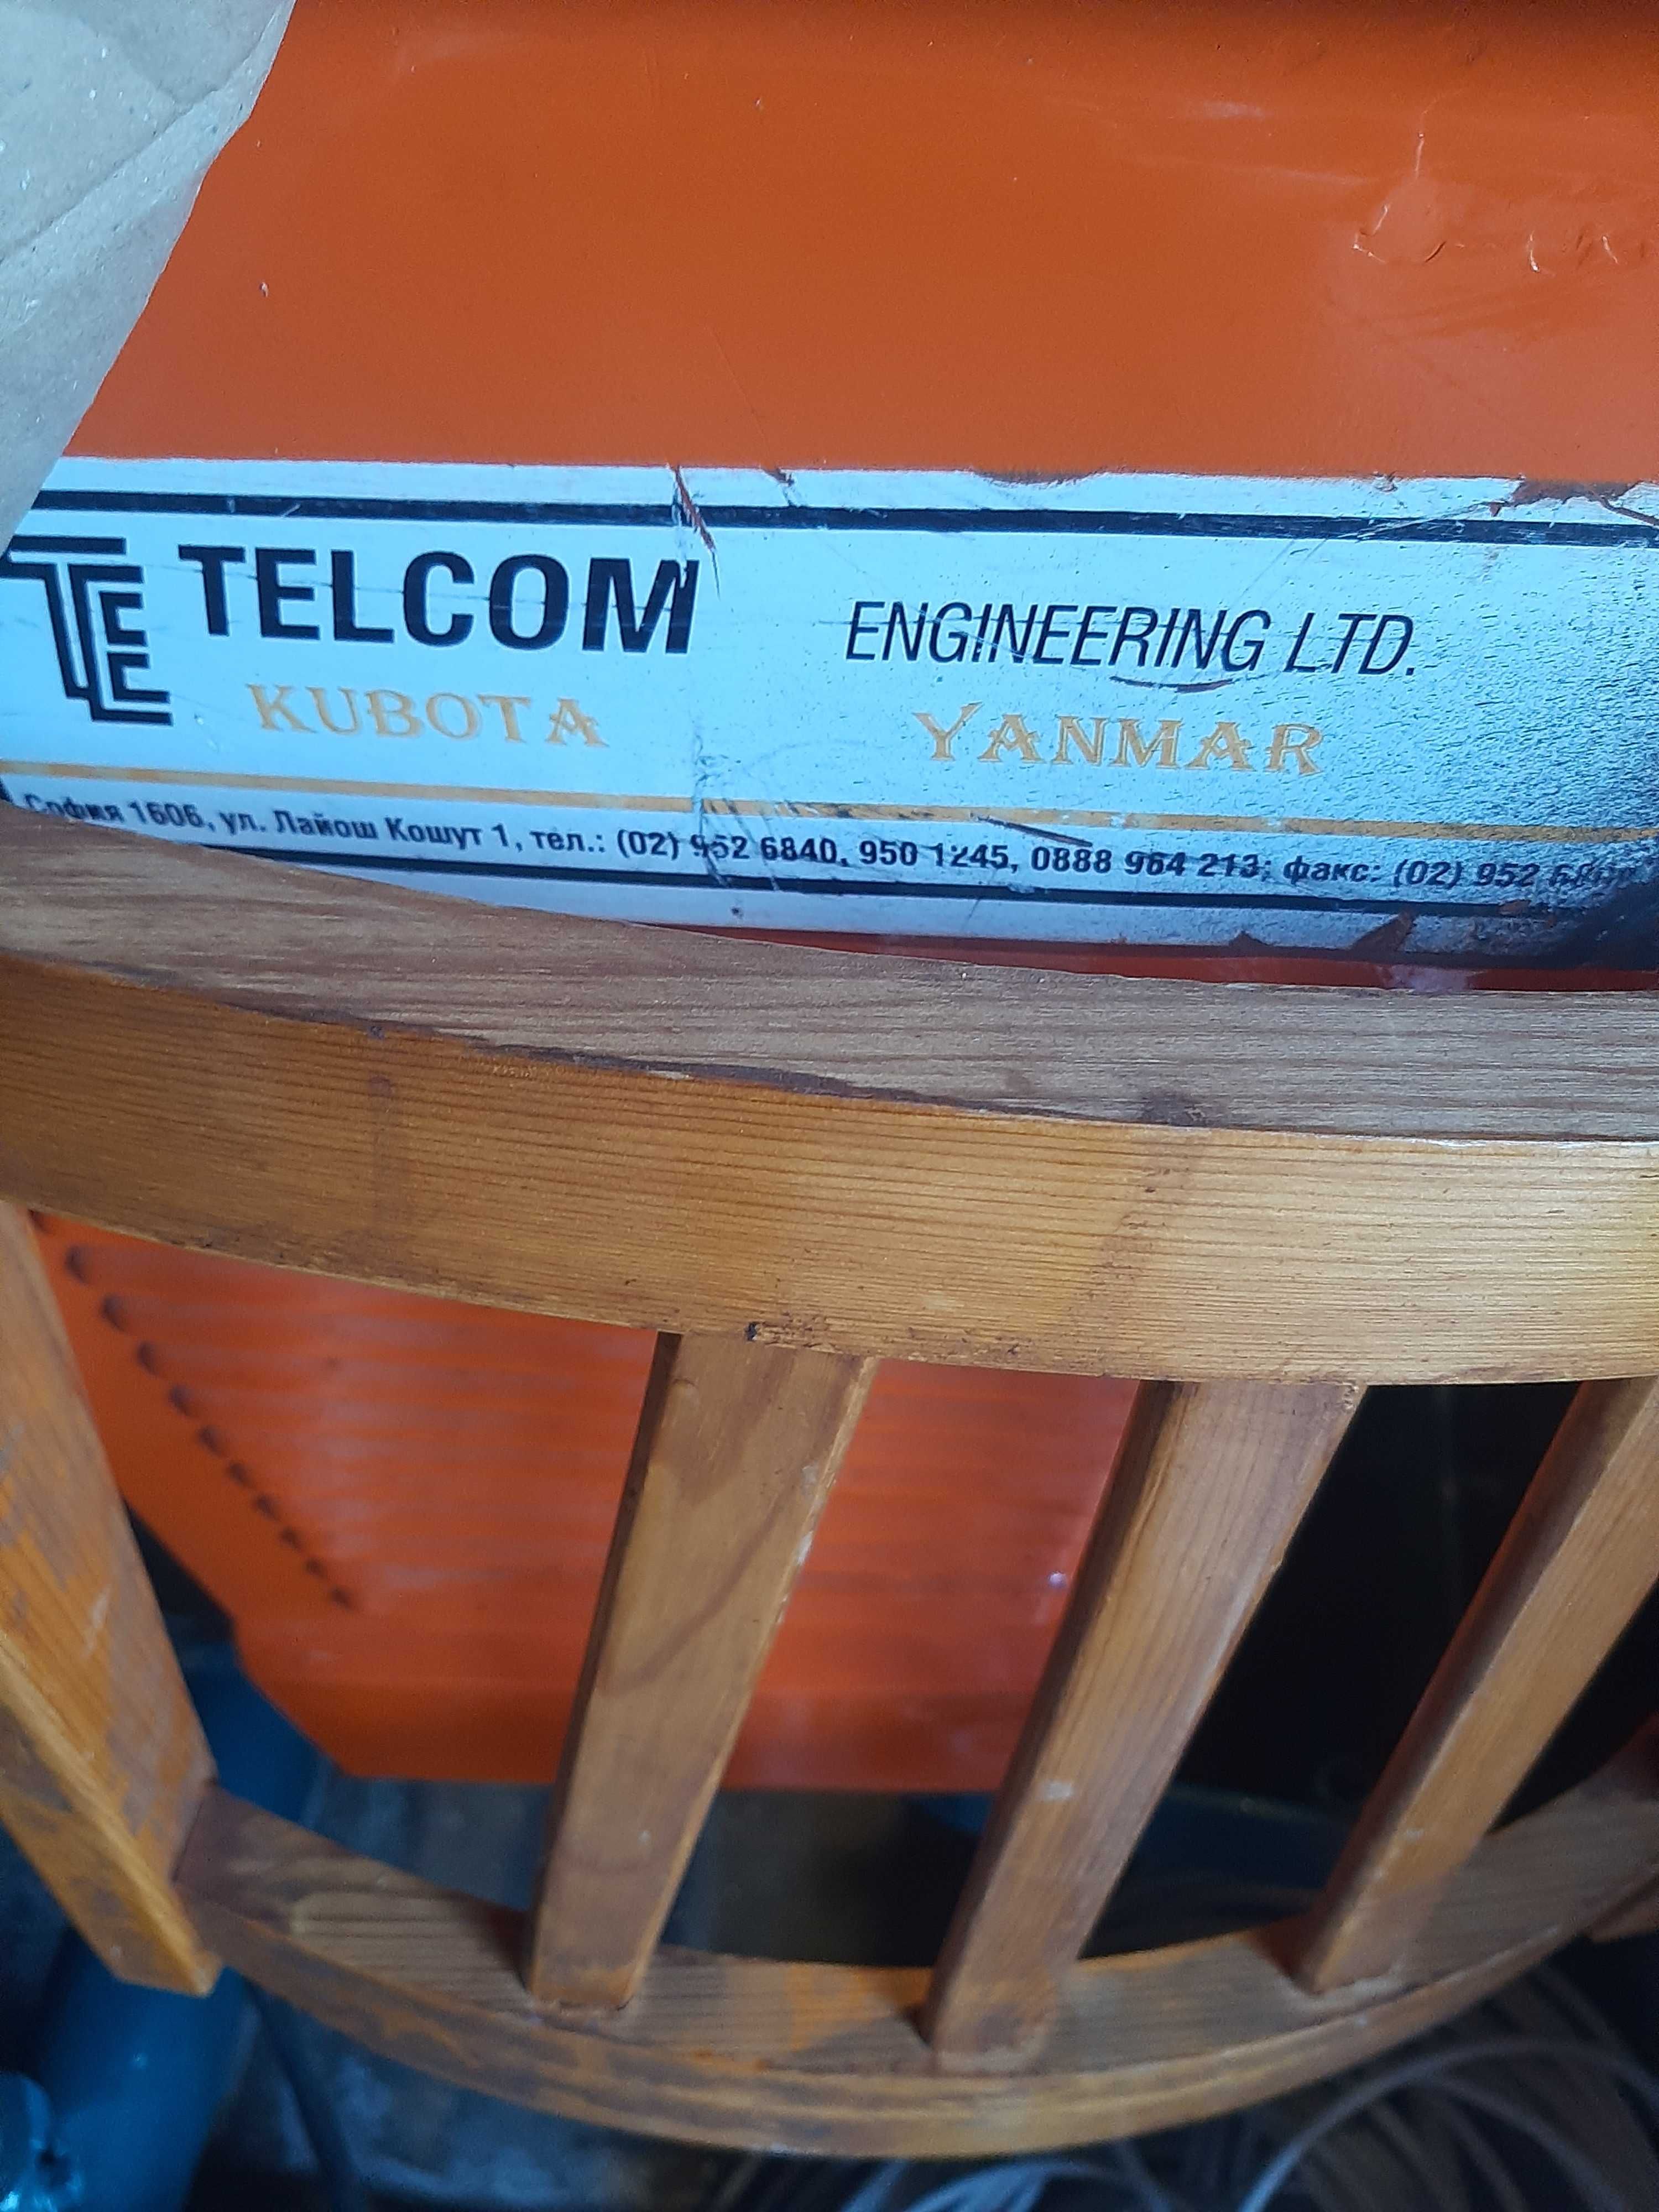 TE TELCOM ENGINEERING LTD.
KUBOTA YANMAR
София 1606, ул. Лайош Кошут 1, тел.: (02) 952 6840, 950 1245, 0888 964 213; факс: (02) 952